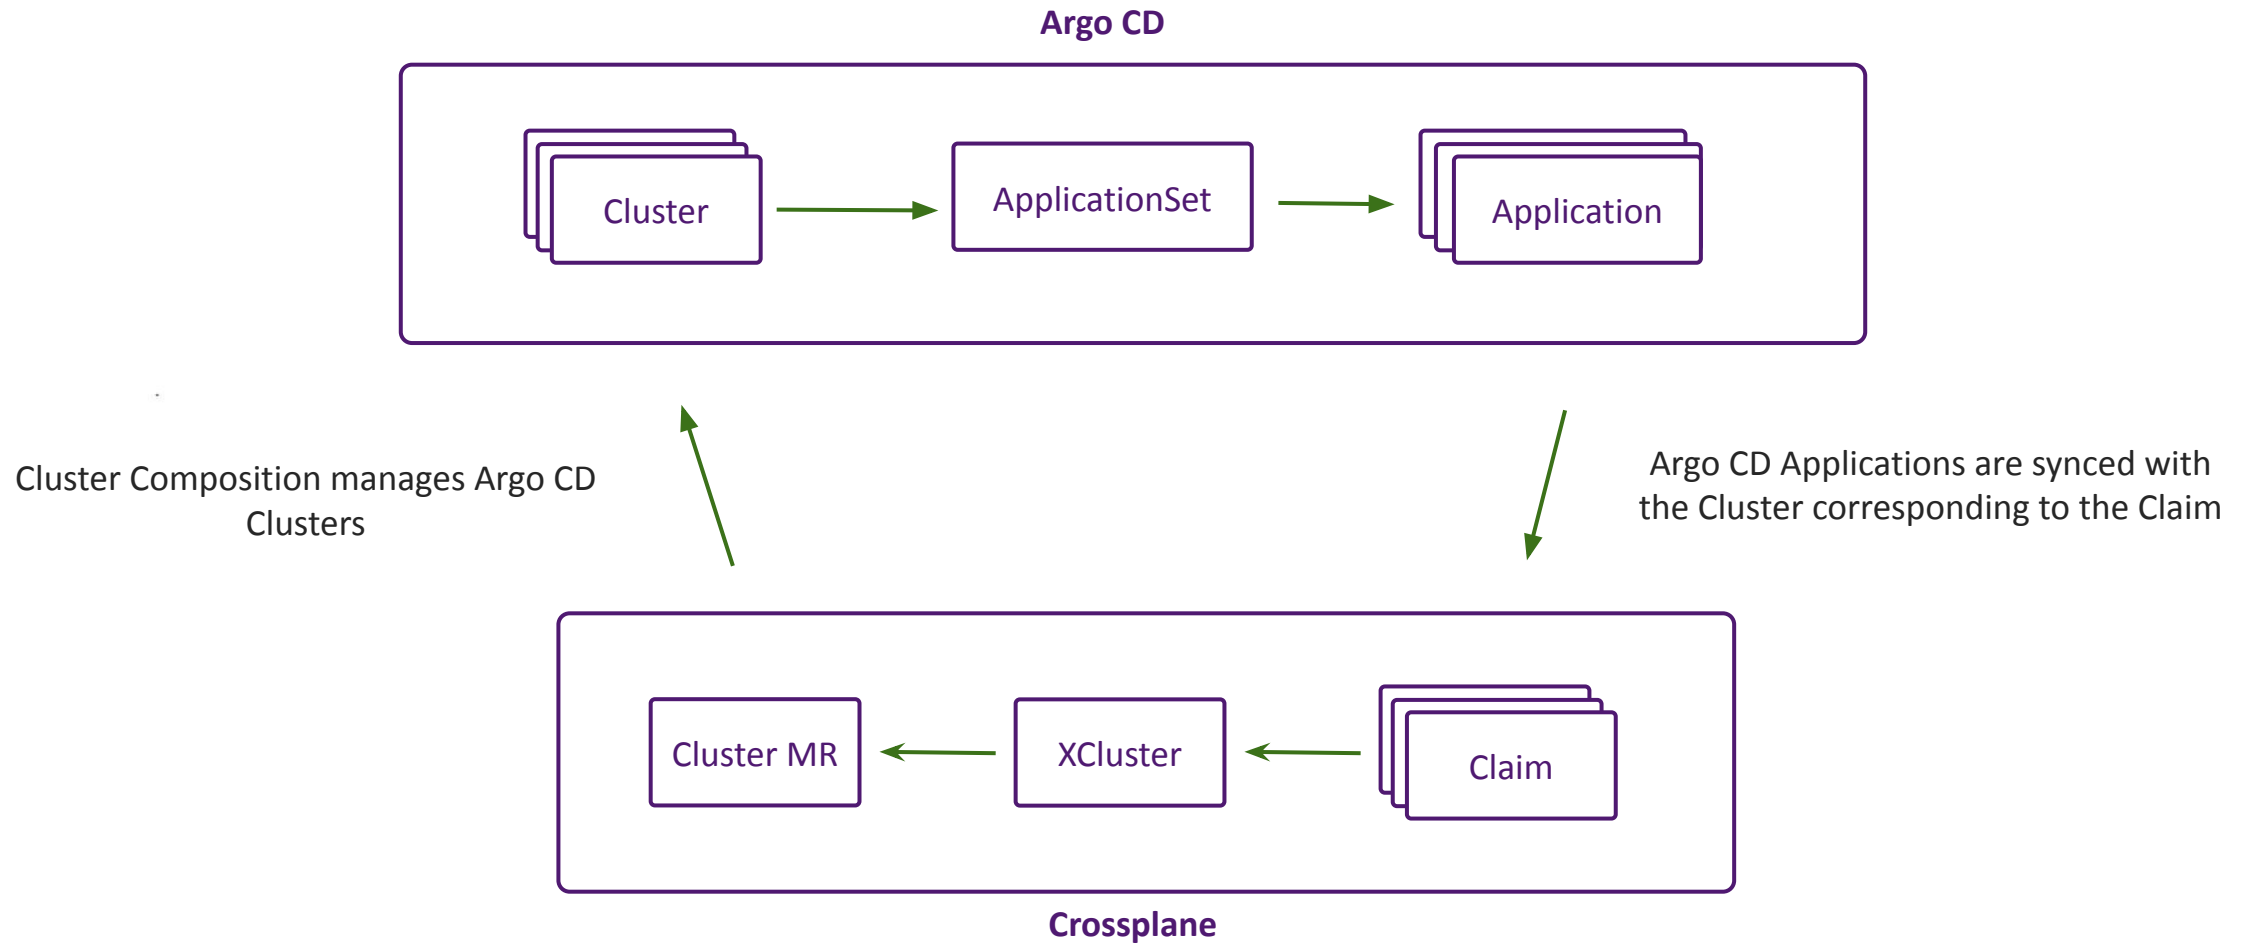 Argo CD
Cluster
ApplicationSet
Application
Cluster Composition manages Argo CD
Clusters
Argo CD Applications are synced with
the Cluster corresponding to the Claim
Cluster MR
XCluster
Claim
Crossplane